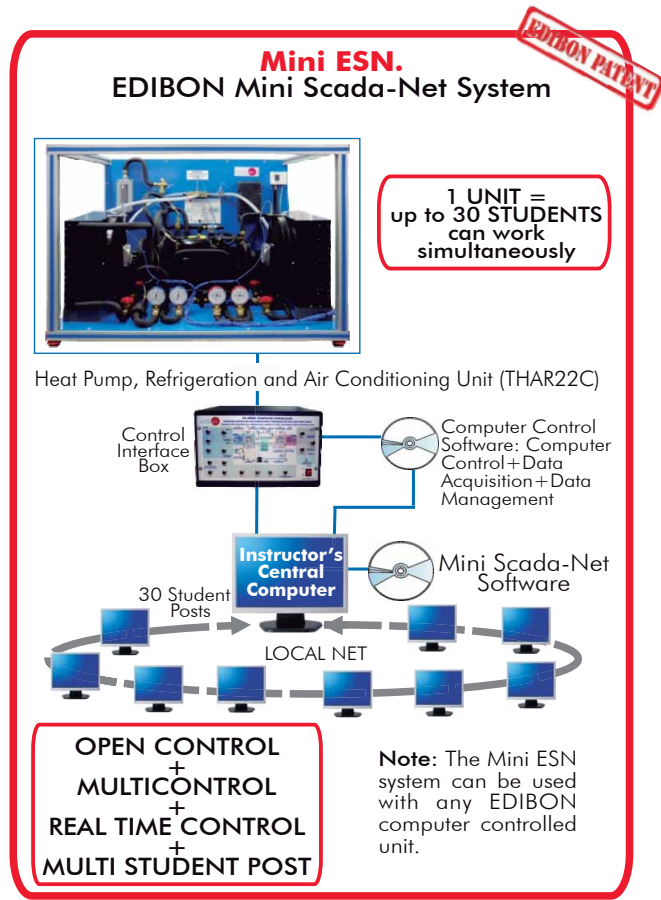 EDIBON PATENT
Mini ESN.
EDIBON Mini Scada-Net System
1 UNIT =
up to 30 STUDENTS
can work
simultaneously
Heat Pump, Refrigeration and Air Conditioning Unit (THAR22C)
Control
Interface
Box
Computer Control
Software: Computer
Control+Data
Acquisition+Data
Management
Instructor's
Central
Computer
Mini Scada-Net
Software
30 Student
Posts
LOCAL NET
OPEN CONTROL
+
MULTICONTROL
+
REAL TIME CONTROL
+
MULTI STUDENT POST
Note: The Mini ESN
system can be used
with any EDIBON
computer controlled
unit.